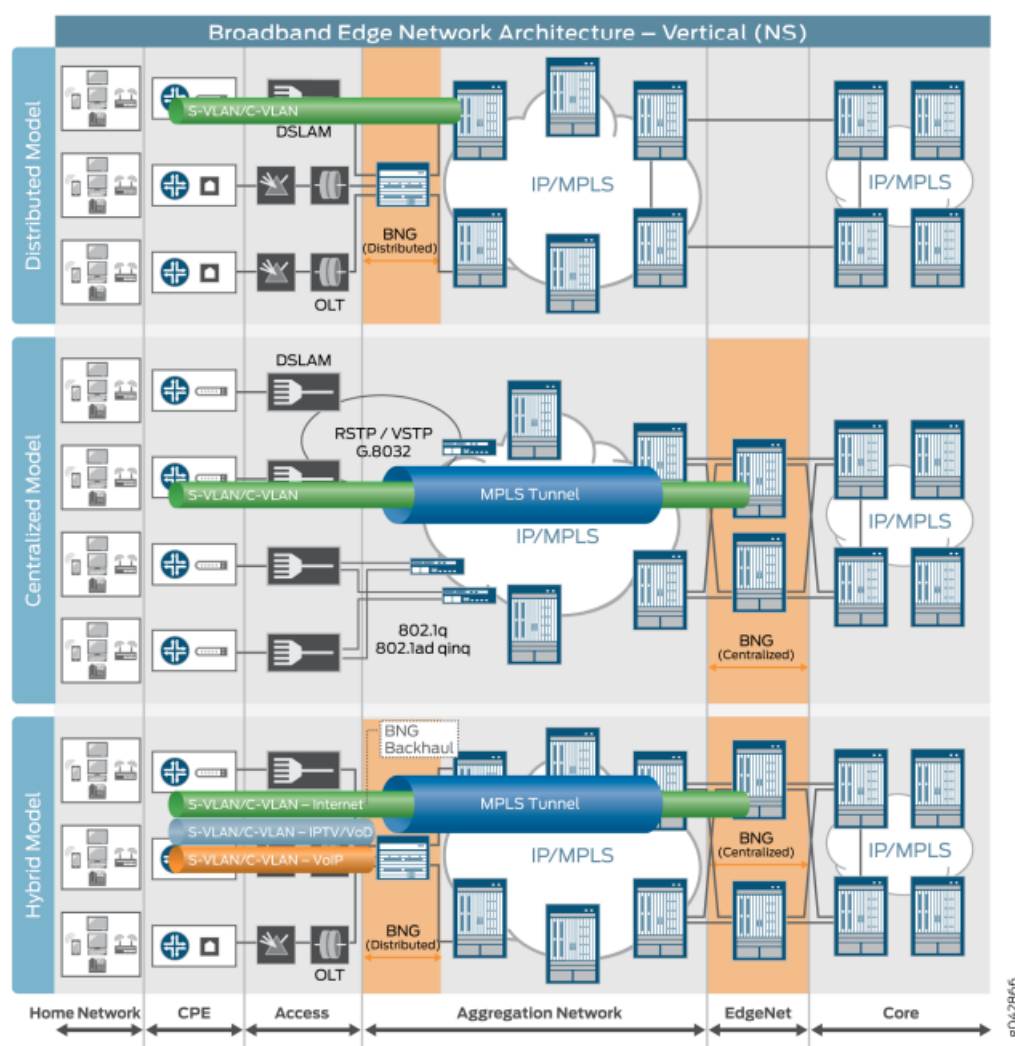 Broadband Edge Network Architecture – Vertical (NS)
Distributed Model
S-VLAN/C-VLAN
DSLAM
IP/MPLS
IP/MPLS
BNG
(Distributed)
OLT
Centralized Model
DSLAM
RSTP / VSTP
G.8032
S-VLAN/C-VLAN
MPLS Tunnel
IP/MPLS
IP/MPLS
802.1q
802.1ad qinq
BNG
(Centralized)
Hybrid Model
BNG
Backhaul
S-VLAN/C-VLAN – Internet
MPLS Tunnel
S-VLAN/C-VLAN – IPTV/VoD
S-VLAN/C-VLAN – VoIP
IP/MPLS
BNG
(Centralized)
IP/MPLS
BNG
(Distributed)
OLT
Home Network
CPE
Access
Aggregation Network
EdgeNet
Core
g042866